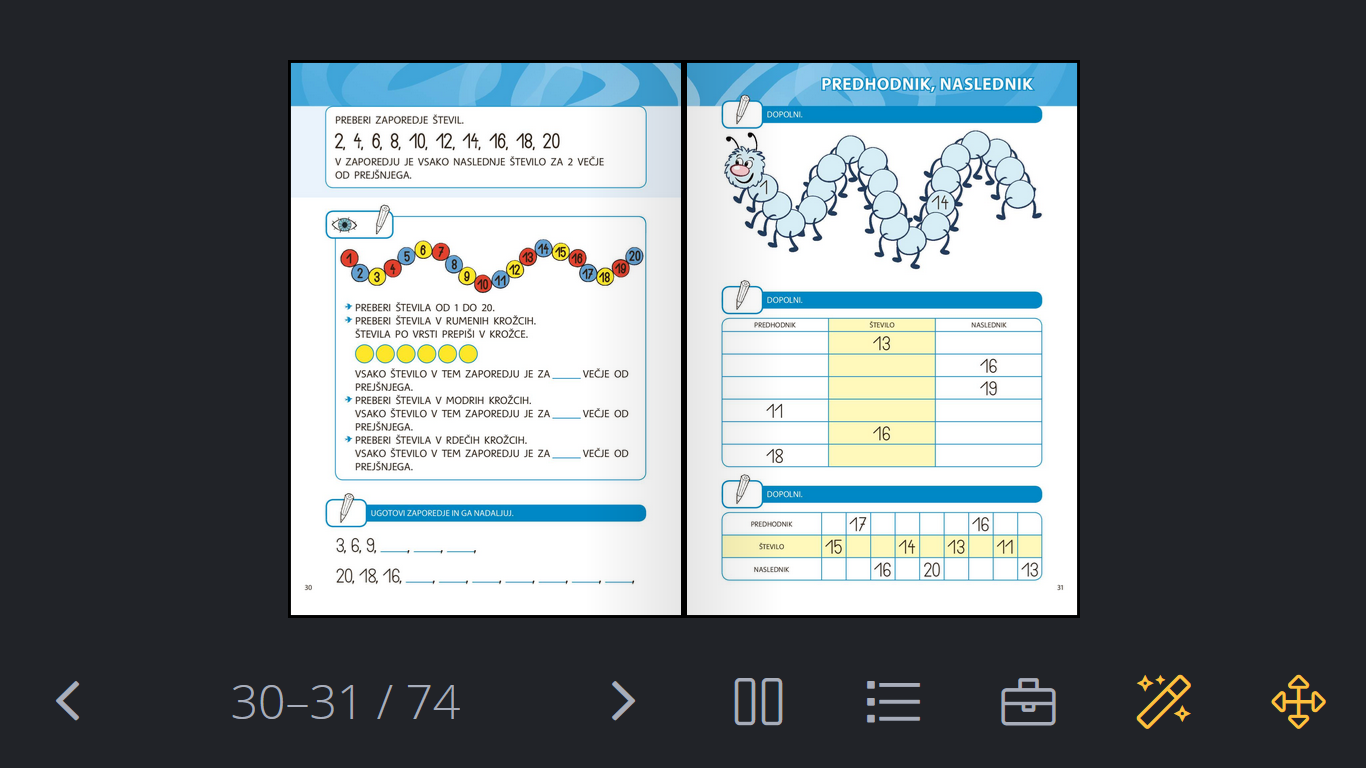 PREBERI ZAPOREDJE ŠTEVIL.
2, 4, 6, 8, 10, 12, 14, 16, 18, 20
V ZAPOREDJU JE VSAKO NASLEDNJE ŠTEVILO ZA 2 VEČJE
OD PREJŠNJEGA.
1 2 3 4 5 6 7 8 9 10 11 12 13 14 15 16 17 18 19 20
PREBERI ŠTEVILA OD 1 DO 20.
PREBERI ŠTEVILA V RUMENIH KROŽCIH.
ŠTEVILA PO VRSTI PREPIŠI V KROŽCE.
VSAKO ŠTEVILO V TEM ZAPOREDJU JE ZA _____ VEČJE OD
PREJŠNJEGA.
PREBERI ŠTEVILA V MODRIH KROŽCIH.
VSAKO ŠTEVILO V TEM ZAPOREDJU JE ZA _____ VEČJE OD
PREJŠNJEGA.
PREBERI ŠTEVILA V RDEČIH KROŽCIH.
VSAKO ŠTEVILO V TEM ZAPOREDJU JE ZA _____ VEČJE OD
PREJŠNJEGA.
UGOTOVI ZAPOREDJE IN GA NADALJUJ.
3, 6, 9, ____, ____, ____,
20, 18, 16, ____, ____, ____, ____, ____, ____, ____,
30
PREDHODNIK, NASLEDNIK
DOPOLNI.
1
14
DOPOLNI.
PREDHODNIK ŠTEVILO NASLEDNIK
13
16
19
11
16
18
DOPOLNI.
PREDHODNIK 17 16
ŠTEVILO 15 14 13 11
NASLEDNIK 16 20 13
31
30–31 / 74